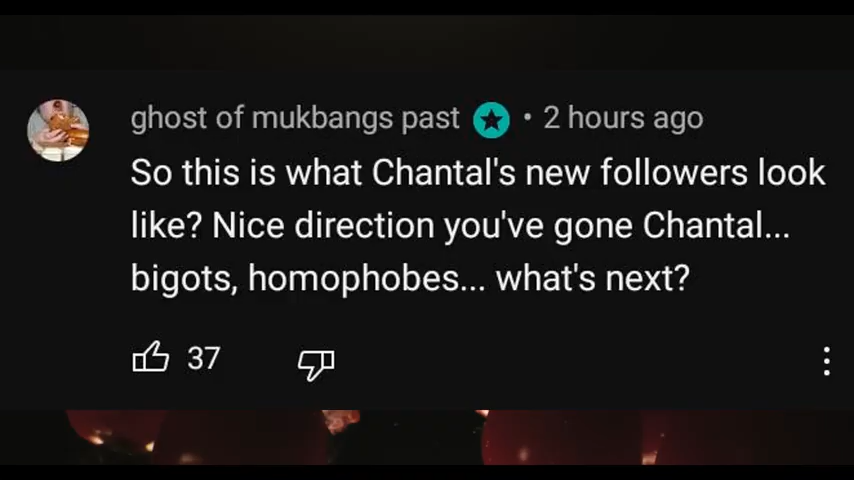 ghost of mukbangs past • 2 hours ago
So this is what Chantal's new followers look
like? Nice direction you've gone Chantal...
bigots, homophobes... what's next?
37